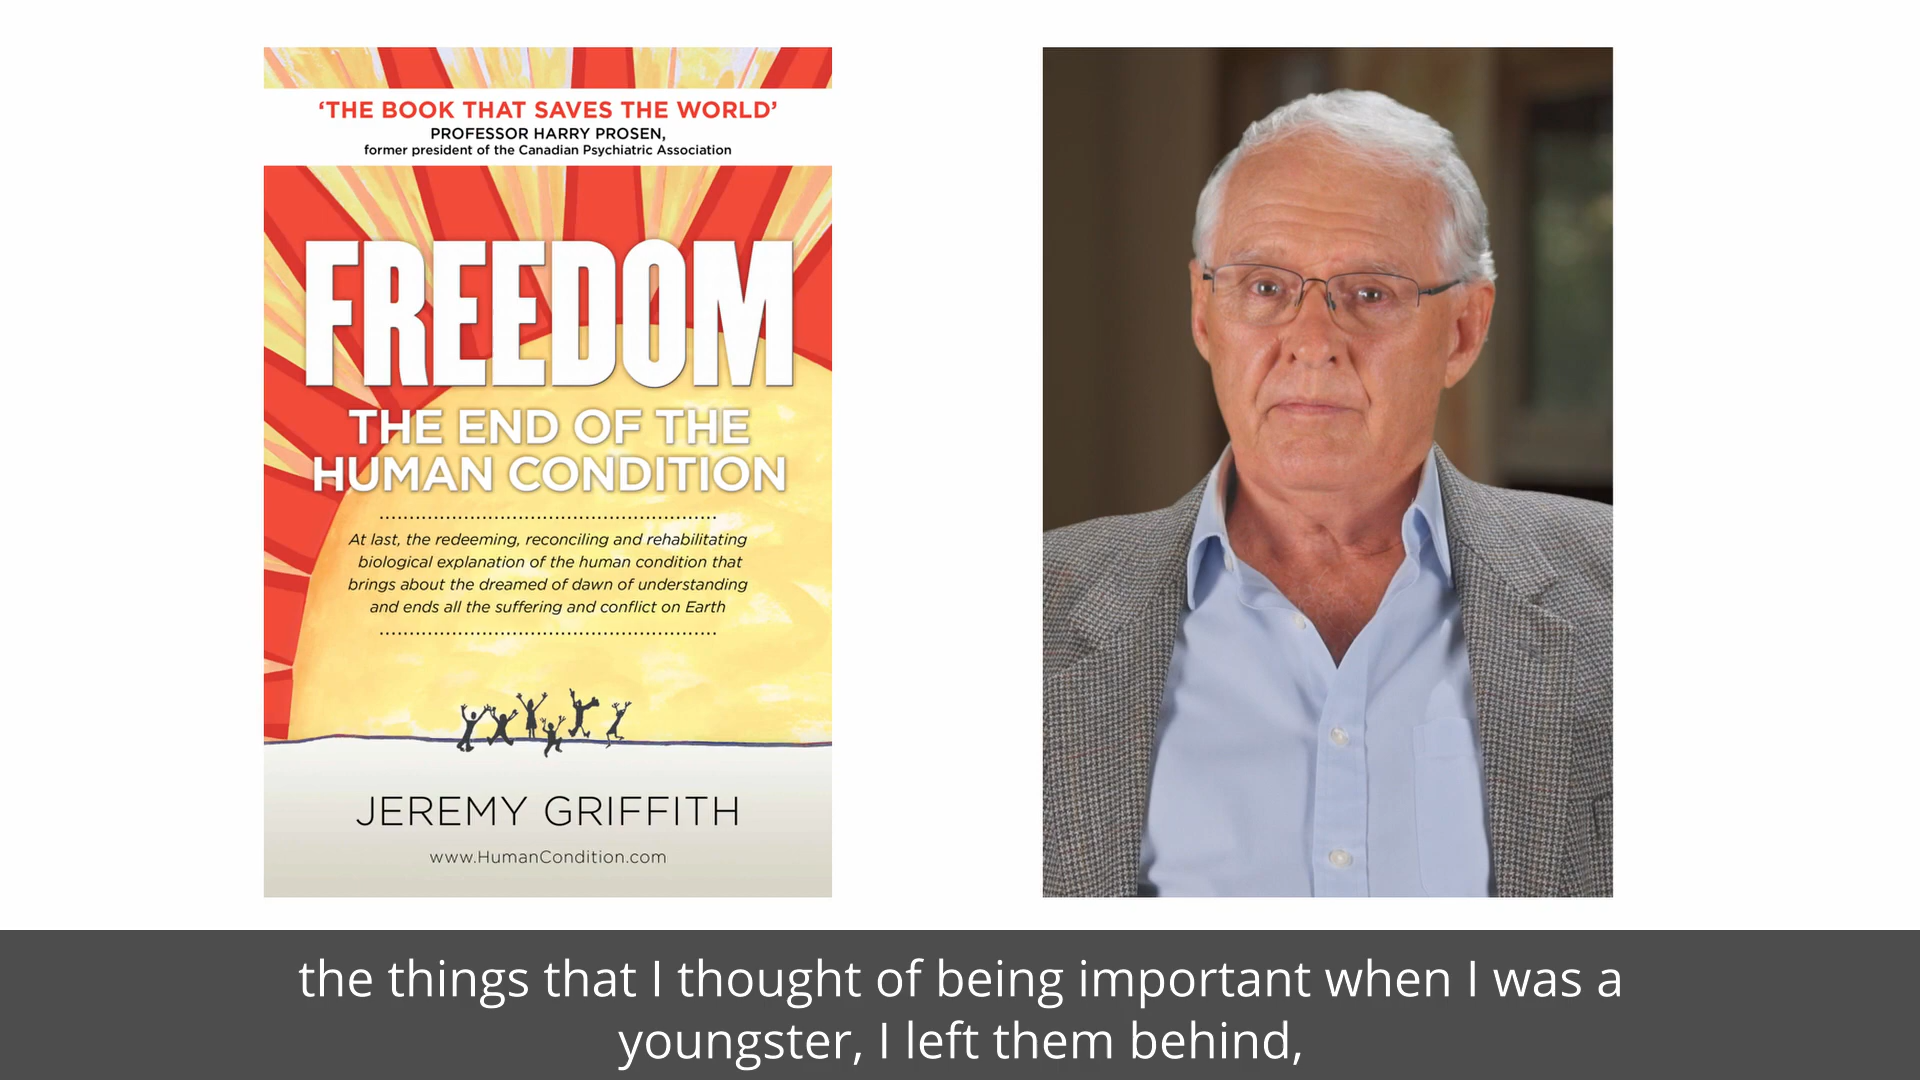 ‘THE BOOK THAT SAVES THE WORLD’
PROFESSOR HARRY PROSEN,
former president of the Canadian Psychiatric Association
FREEDOM
THE END OF THE
HUMAN CONDITION
At last, the redeeming, reconciling and rehabilitating
biological explanation of the human condition that
brings about the dreamed of dawn of understanding
and ends all the suffering and conflict on Earth
JEREMY GRIFFITH
www.HumanCondition.com
the things that I thought of being important when I was a
youngster, I left them behind,